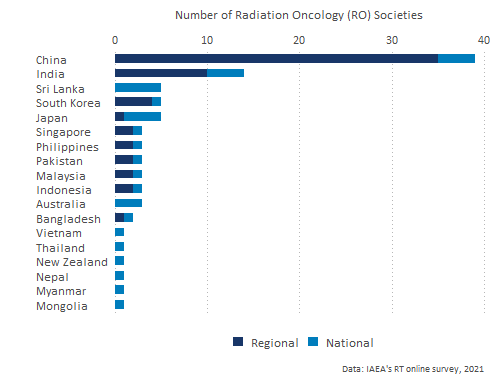 Number of Radiation Oncology (RO) Societies
0 10 20 30 40
China
India
Sri Lanka
South Korea
Japan
Singapore
Philippines
Pakistan
Malaysia
Indonesia
Australia
Bangladesh
Vietnam
Thailand
New Zealand
Nepal
Myanmar
Mongolia
Regional National
Data: IAEA's RT online survey, 2021